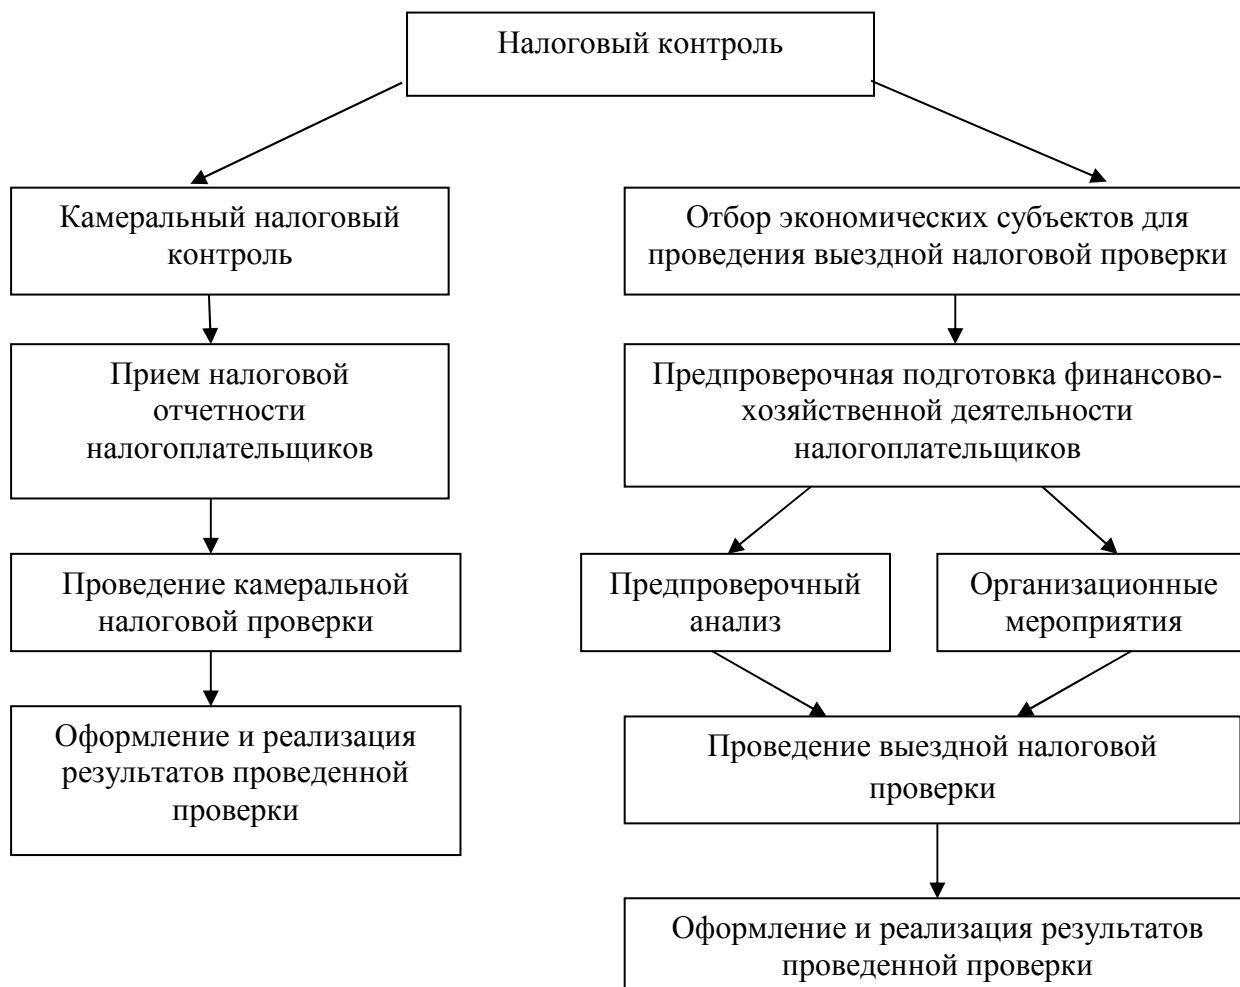 Налоговый контроль
Камеральный налоговый
контроль
Отбор экономических субъектов для
проведения выездной налоговой проверки
Прием налоговой
отчетности
налогоплательщиков
Предпроверочная подготовка финансово-
хозяйственной деятельности
налогоплательщиков
Проведение камеральной
налоговой проверки
Предпроверочный
анализ
Организационные
мероприятия
Оформление и реализация
результатов проведенной
проверки
Проведение выездной налоговой
проверки
Оформление и реализация результатов
проведенной проверки